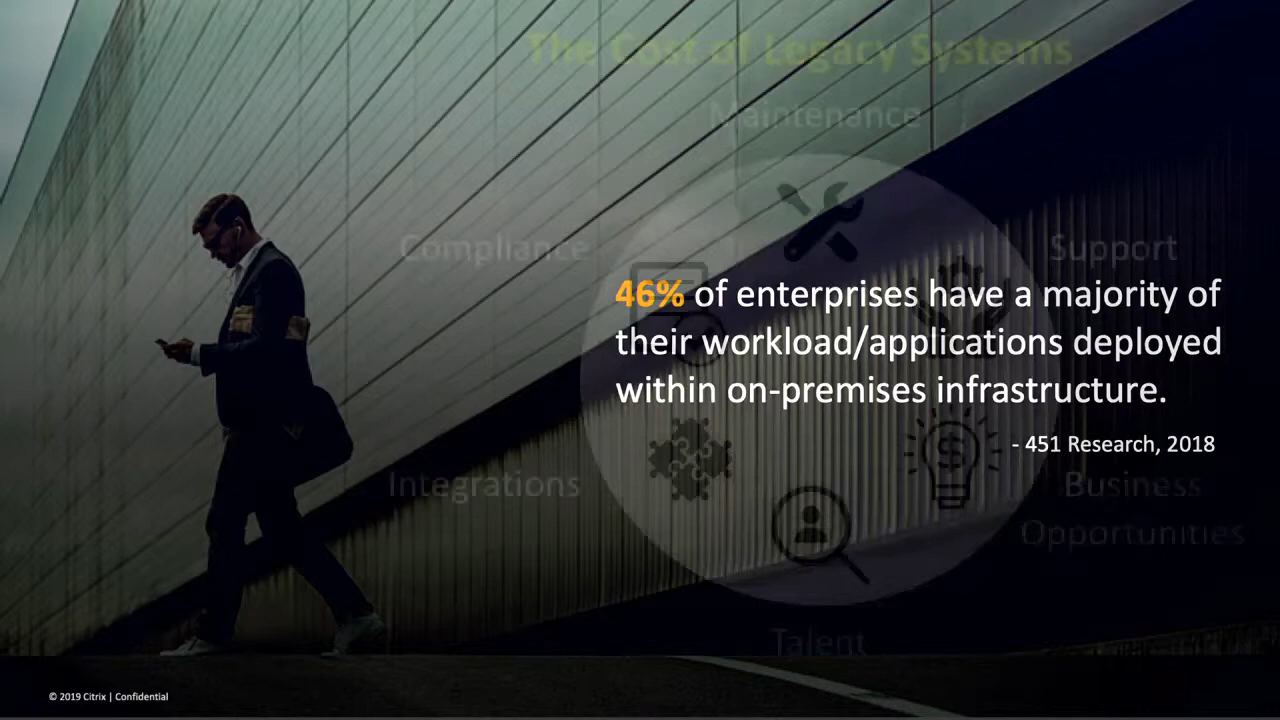 The Cost of Legacy Systems
Maintenance
Compliance
Support
46% of enterprises have a majority of
their workload/applications deployed
within on-premises infrastructure.
- 451 Research, 2018
Integrations
Business
Opportunities
Talent
© 2019 Citrix | Confidential